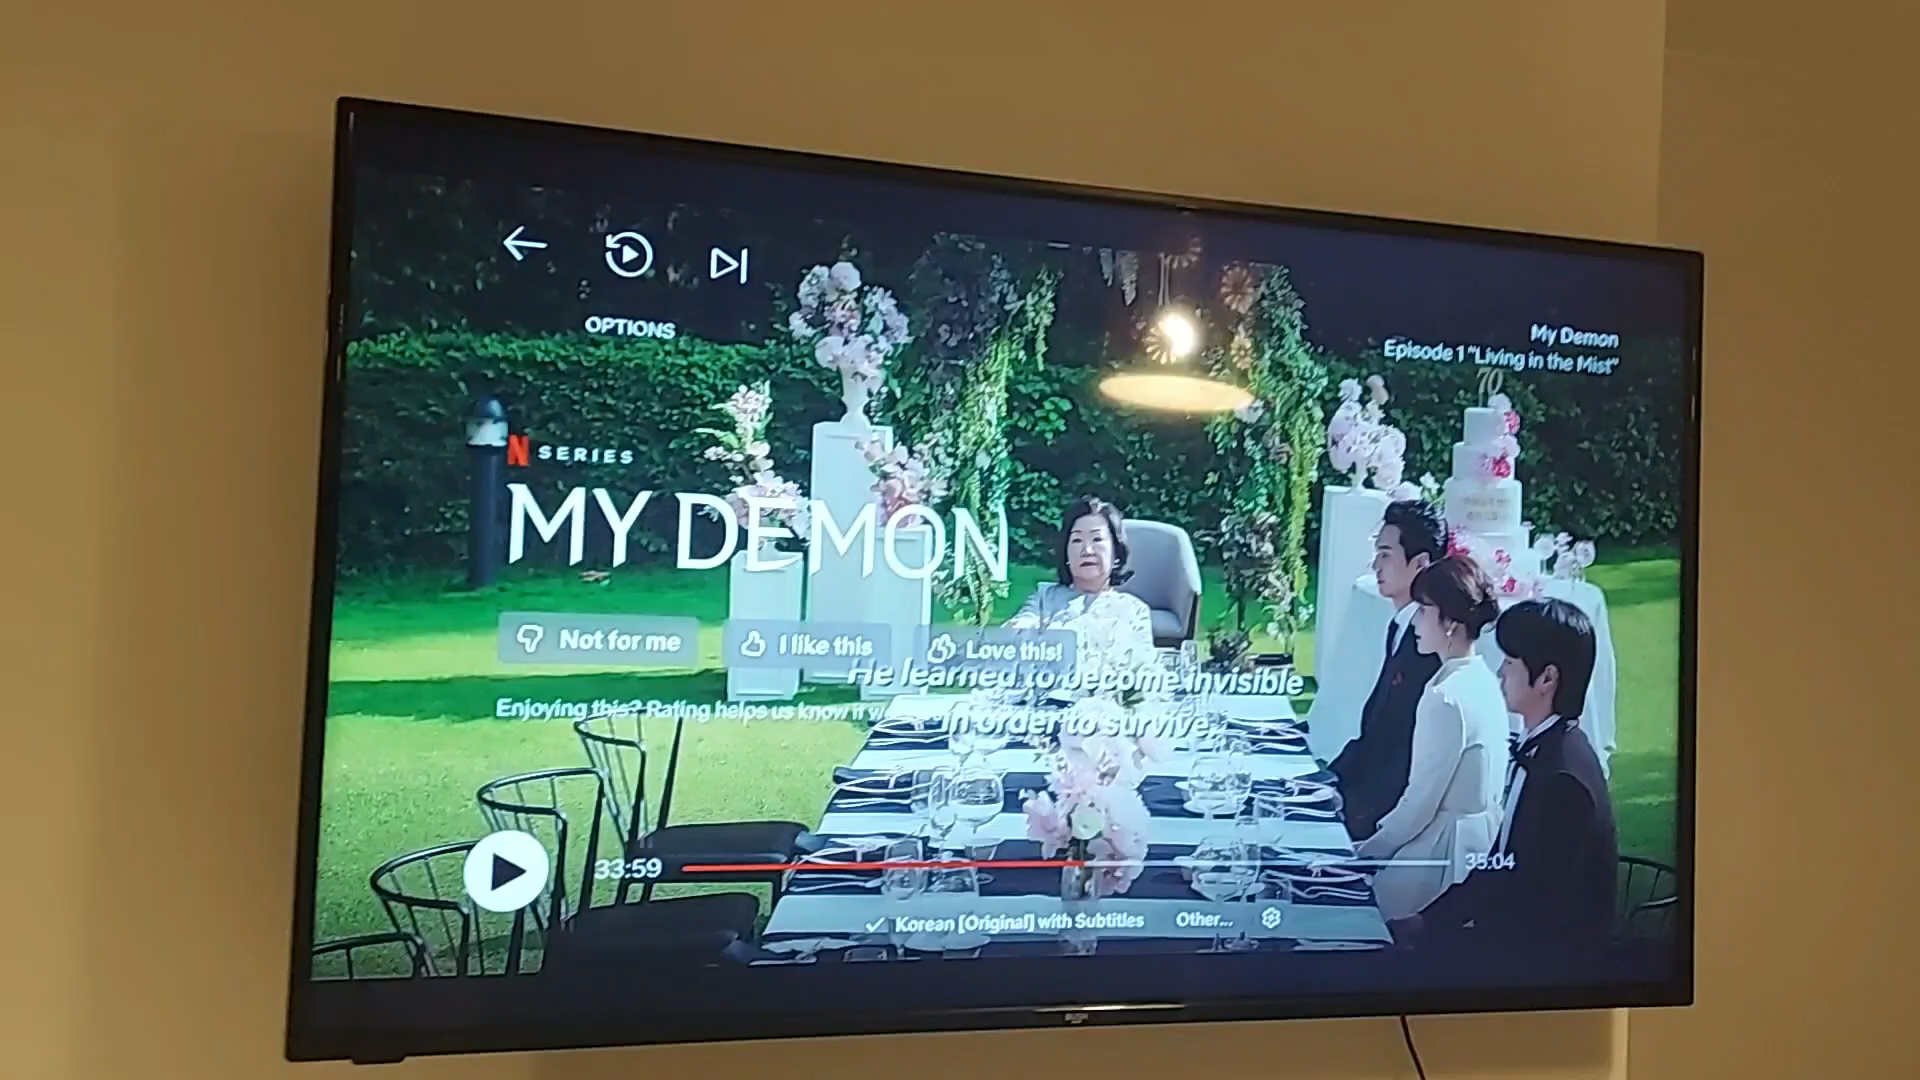 OPTIONS
My Demon
Episode 1 "Living in the Mist"
70
N SERIES
MY DEMON
Not for me
I like this
Love this!
He learned to become invisible
in order to survive.
Enjoying this? Rating helps us know if
33:59
35:04
Korean [Original] with Subtitles
Other...
BUSH